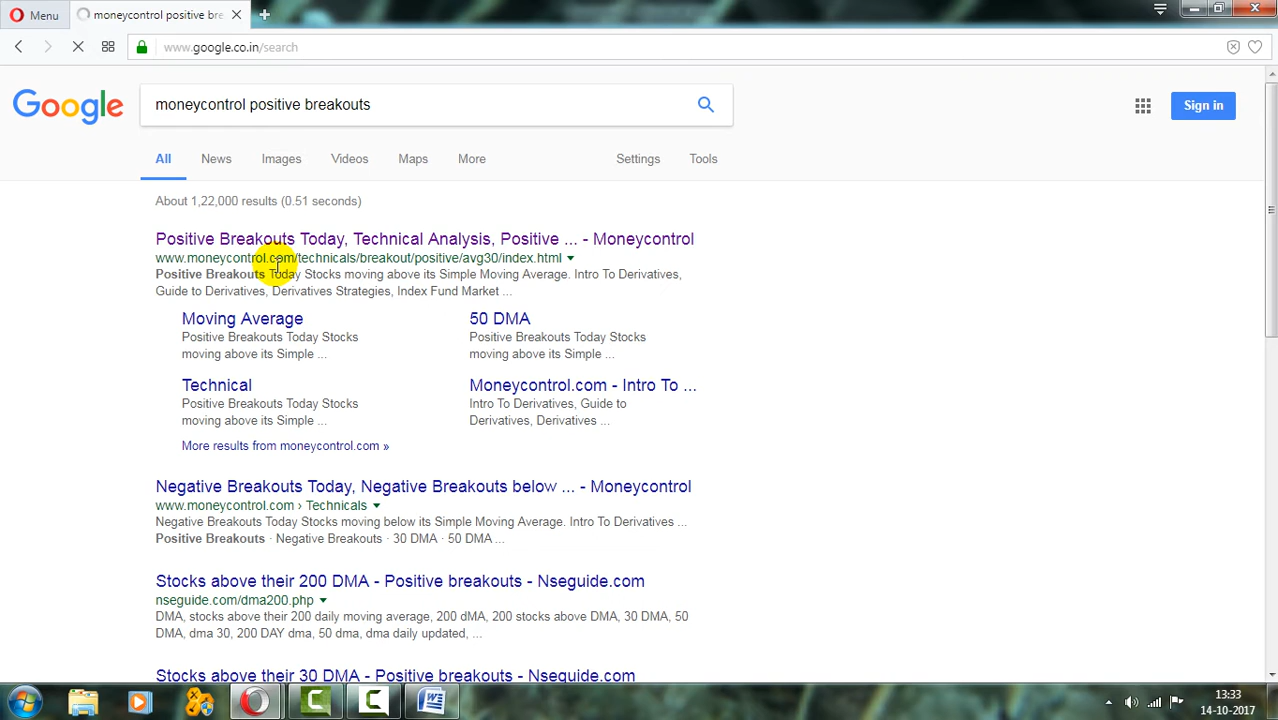 Menu
moneycontrol positive bre
www.google.co.in/search
Google
moneycontrol positive breakouts
Sign in
All News Images Videos Maps More Settings Tools
About 1,22,000 results (0.51 seconds)
Positive Breakouts Today, Technical Analysis, Positive ... - Moneycontrol
www.moneycontrol.com/technicals/breakout/positive/avg30/index.html
Positive Breakouts Today Stocks moving above its Simple Moving Average. Intro To Derivatives,
Guide to Derivatives, Derivatives Strategies, Index Fund Market ...
Moving Average
Positive Breakouts Today Stocks
moving above its Simple ...
50 DMA
Positive Breakouts Today Stocks
moving above its Simple ...
Technical
Positive Breakouts Today Stocks
moving above its Simple ...
Moneycontrol.com - Intro To ...
Intro To Derivatives, Guide to
Derivatives, Derivatives ...
More results from moneycontrol.com »
Negative Breakouts Today, Negative Breakouts below ... - Moneycontrol
www.moneycontrol.com › Technicals
Negative Breakouts Today Stocks moving below its Simple Moving Average. Intro To Derivatives ...
Positive Breakouts · Negative Breakouts · 30 DMA · 50 DMA ...
Stocks above their 200 DMA - Positive breakouts - Nseguide.com
nseguide.com/dma200.php
DMA, stocks above their 200 daily moving average, 200 dMA, 200 stocks above DMA, 30 DMA, 50
DMA, dma 30, 200 DAY dma, 50 dma, dma daily updated, ...
Stocks above their 30 DMA - Positive breakouts - Nseguide.com
13:33
14-10-2017